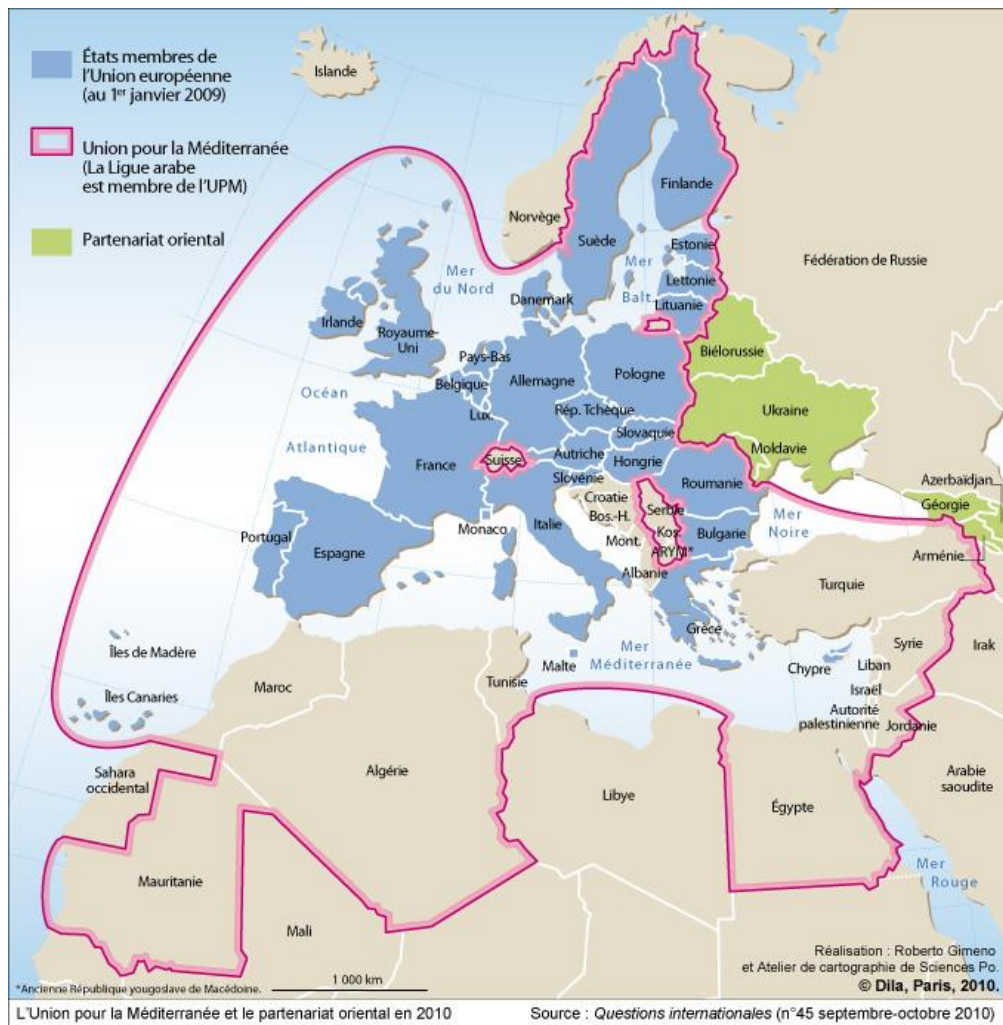 États membres de
l'Union européenne
(au 1er janvier 2009)
Union pour la Méditerranée
(La Ligue arabe
est membre de l'UPM)
Partenariat oriental
Islande
Norvège
Suède
Finlande
Estonie
Lettonie
Lituanie
Fédération de Russie
Mer
du Nord
Mer
Balt
Danemark
Irlande
Royaume-
Uni
Pays-Bas
Belgique
Lux.
Allemagne
Pologne
Biélorussie
Ukraine
Moldavie
Océan
Atlantique
Rép. Tchèque
Slovaquie
Autriche
Hongrie
Slovénie
France
Suisse
Roumanie
Croatie
Bos.-H.
Serbie
Kos.
Mont.
ARYM*
Bulgarie
Mer
Noire
Azerbaïdjan
Géorgie
Arménie
Monaco
Italie
Albanie
Portugal
Espagne
Grèce
Turquie
Mer
Méditerranée
Malte
Chypre
Syrie
Liban
Irak
Israël
Autorité
palestinienne
Jordanie
Îles de Madère
Îles Canaries
Maroc
Tunisie
Algérie
Libye
Égypte
Arabie
saoudite
Sahara
occidental
Mauritanie
Mali
Mer
Rouge
1 000 km
*Ancienne République yougoslave de Macédoine.
Réalisation : Roberto Gimeno
et Atelier de cartographie de Sciences Po.
© Dila, Paris, 2010.
L'Union pour la Méditerranée et le partenariat oriental en 2010
Source : Questions internationales (n°45 septembre-octobre 2010)